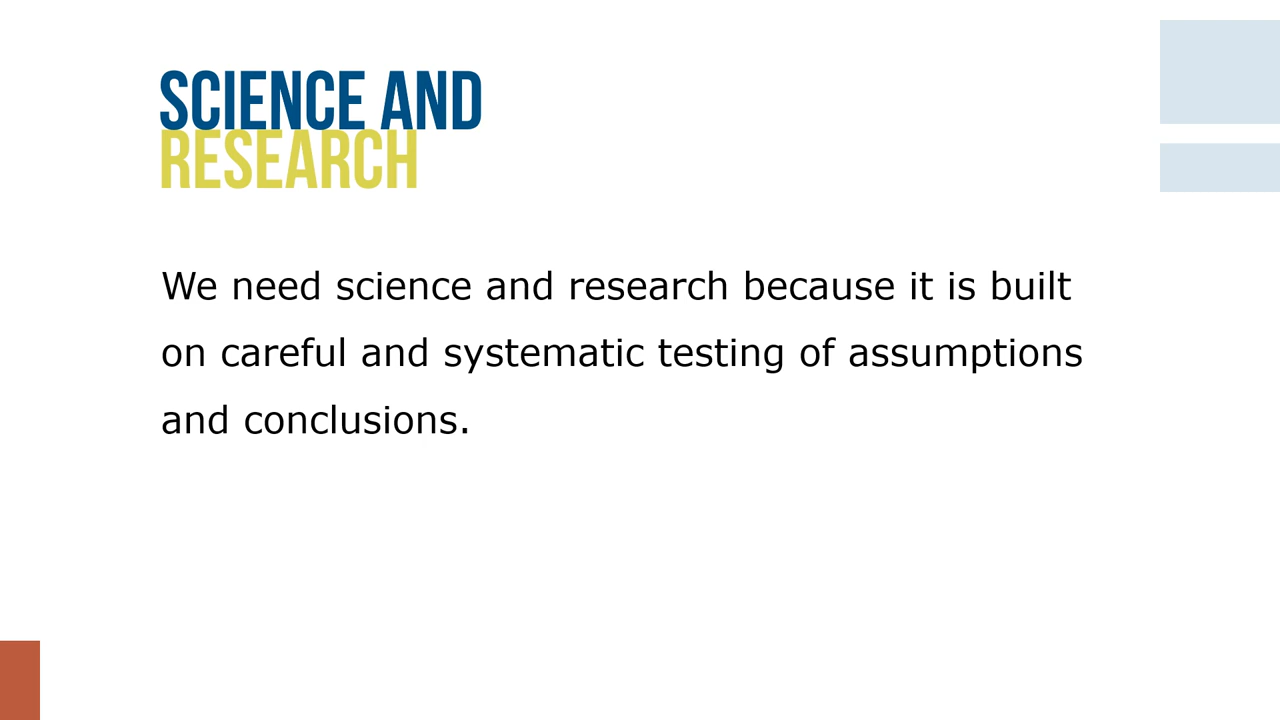 SCIENCE AND
RESEARCH
We need science and research because it is built
on careful and systematic testing of assumptions
and conclusions.